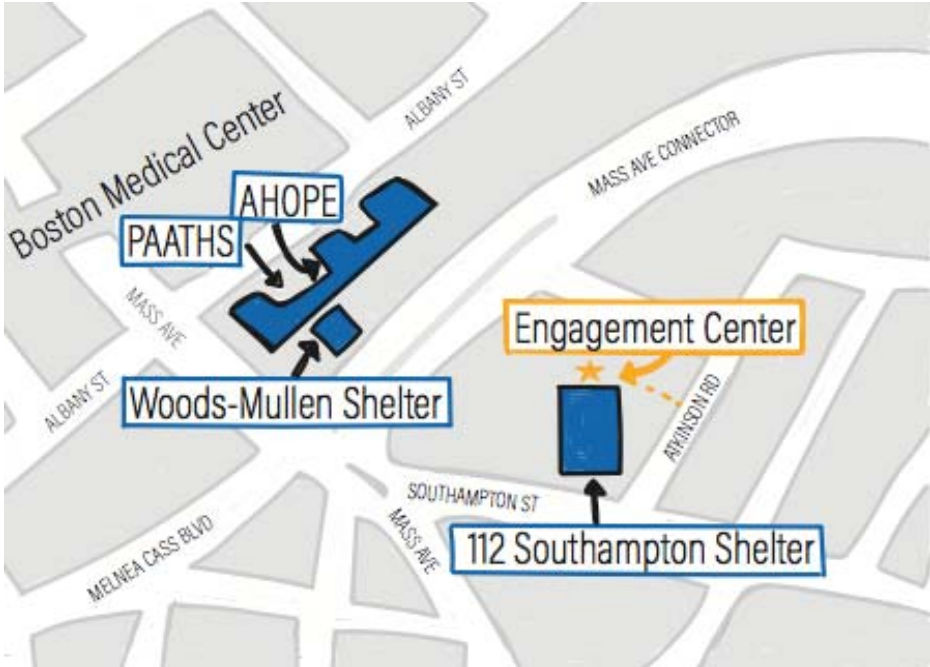 ALBANY ST
MASS AVE CONNECTOR
Boston Medical Center
AHOPE
PAATHS
MASS AVE
Engagement Center
ALBANY ST
Woods-Mullen Shelter
ATKINSON RD
SOUTHAMPTON ST
MASS AVE
112 Southampton Shelter
MELNEA CASS BLVD